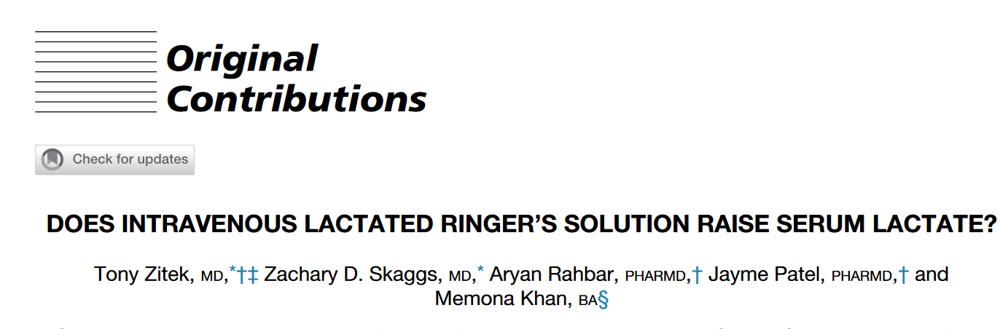 Original
Contributions
Check for updates
DOES INTRAVENOUS LACTATED RINGER’S SOLUTION RAISE SERUM LACTATE?
Tony Zitek, MD,*†‡ Zachary D. Skaggs, MD,* Aryan Rahbar, PHARMD,† Jayme Patel, PHARMD,† and
Memona Khan, BA§